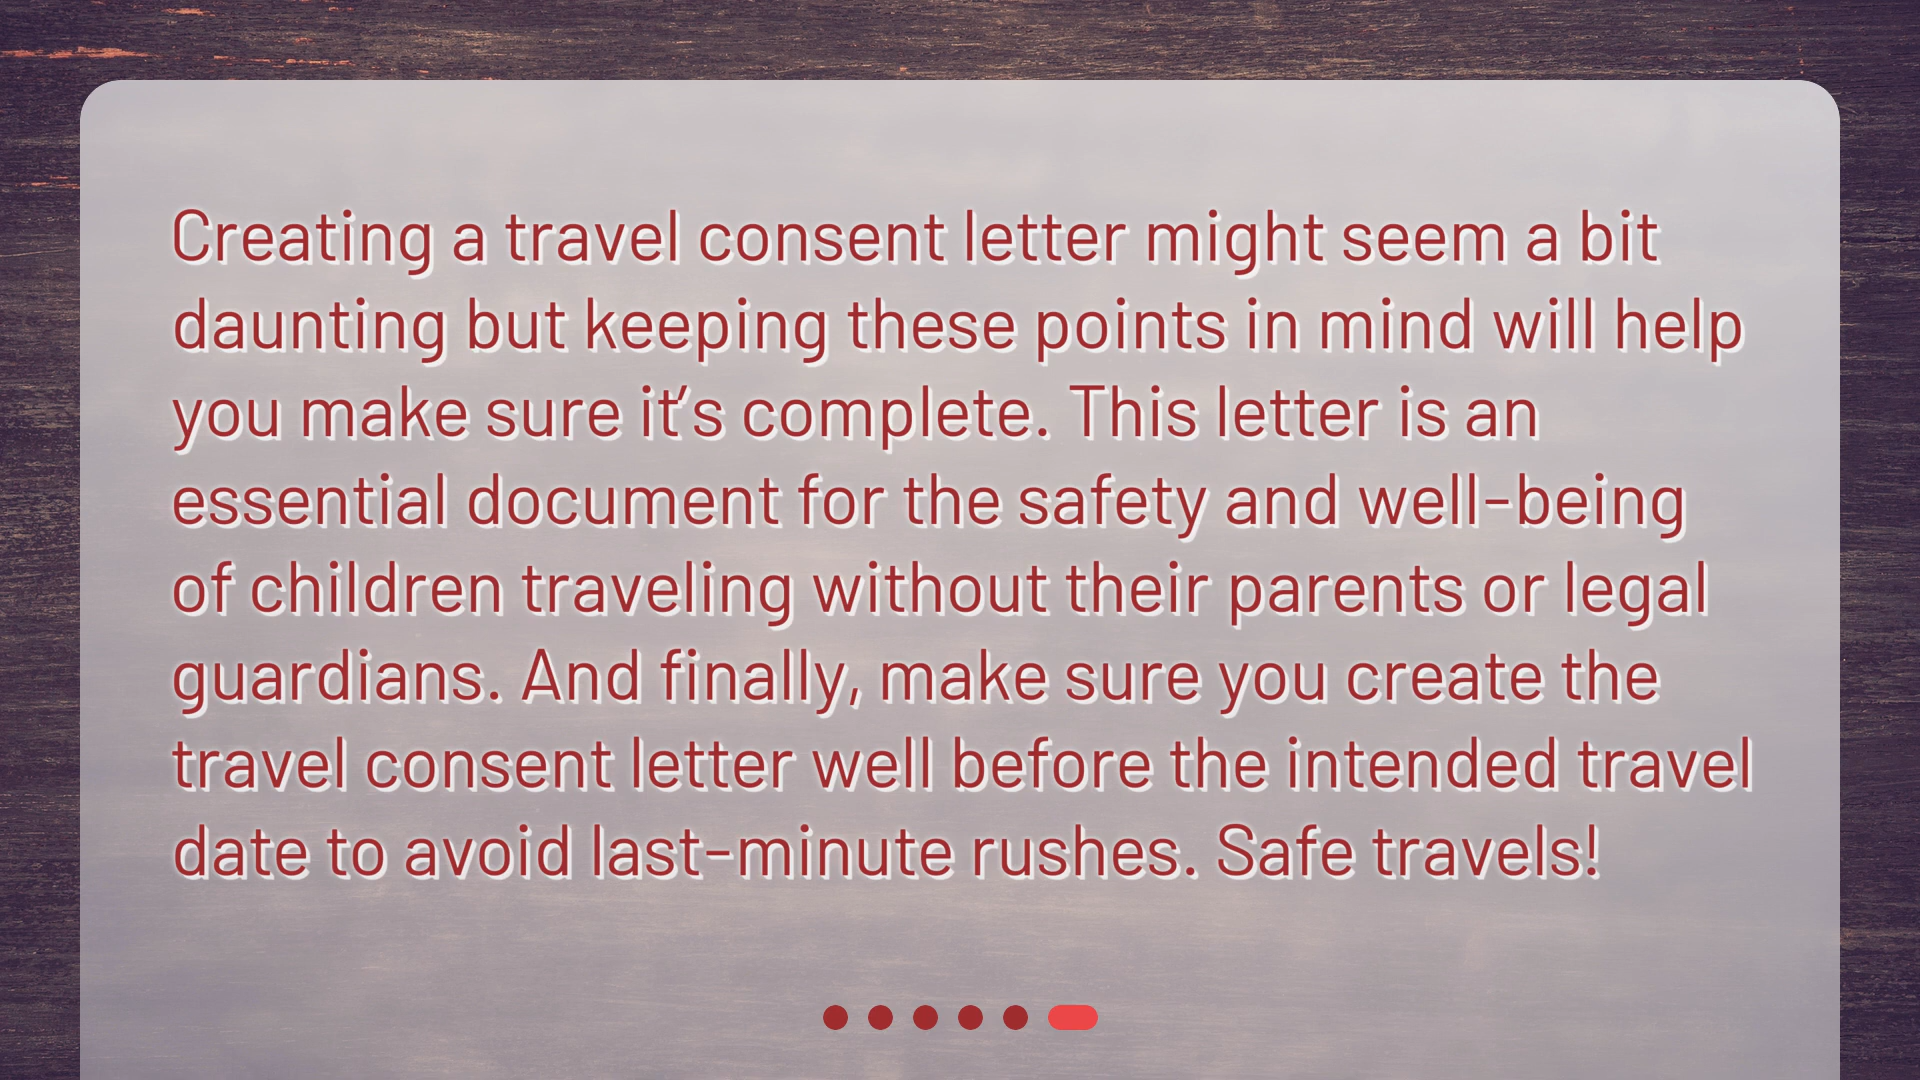 Creating a travel consent letter might seem a bit
daunting but keeping these points in mind will help
you make sure it's complete. This letter is an
essential document for the safety and well-being
of children traveling without their parents or legal
guardians. And finally, make sure you create the
travel consent letter well before the intended travel
date to avoid last-minute rushes. Safe travels!